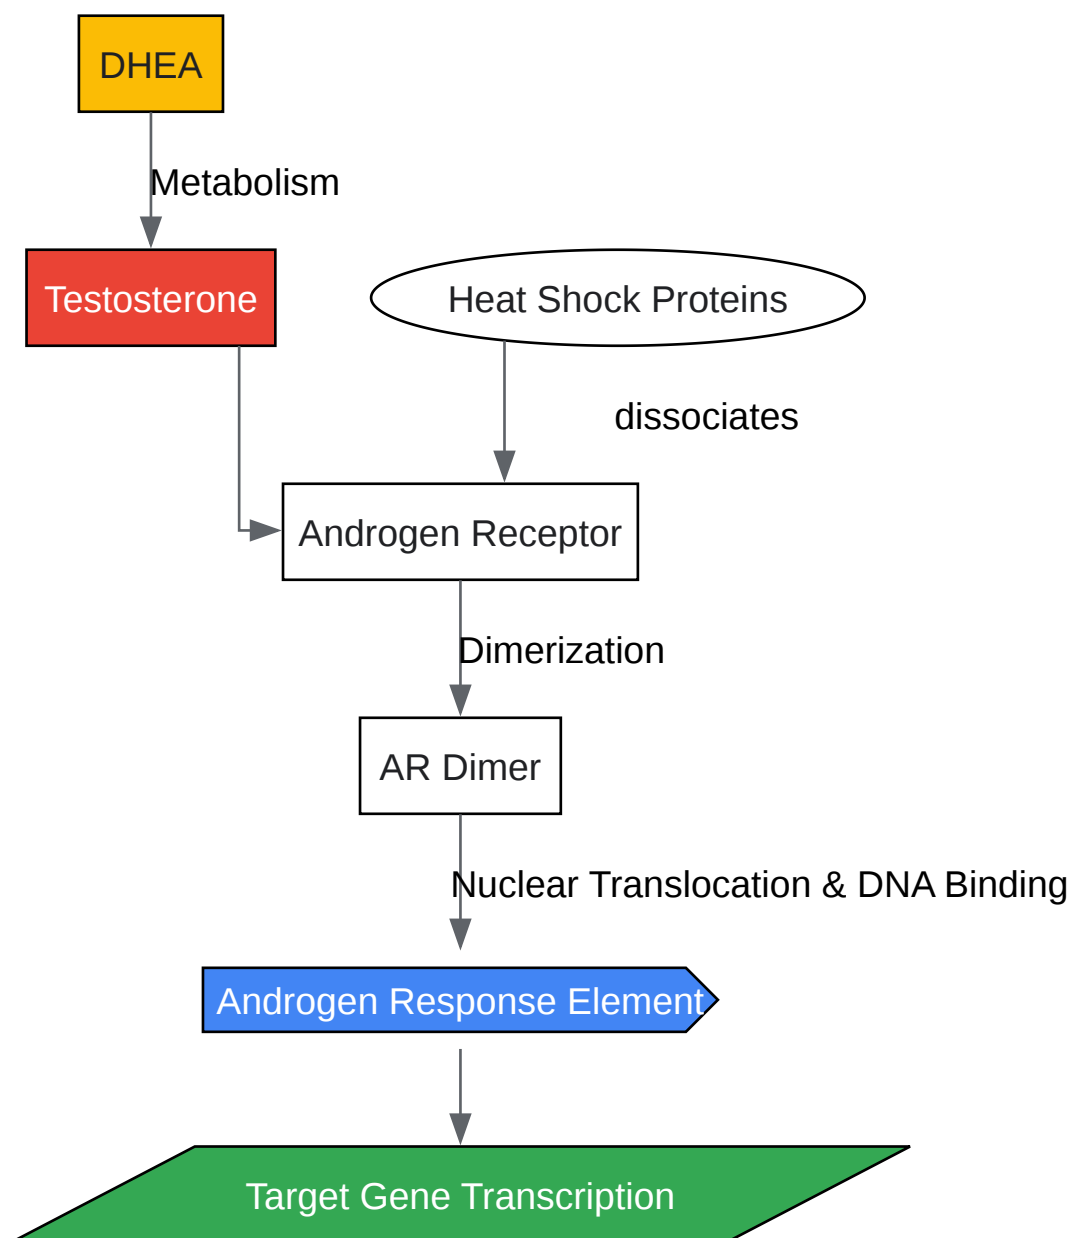 DHEA
Metabolism
Testosterone
Heat Shock Proteins
dissociates
Androgen Receptor
Dimerization
AR Dimer
Nuclear Translocation & DNA Binding
Androgen Response Element
Target Gene Transcription